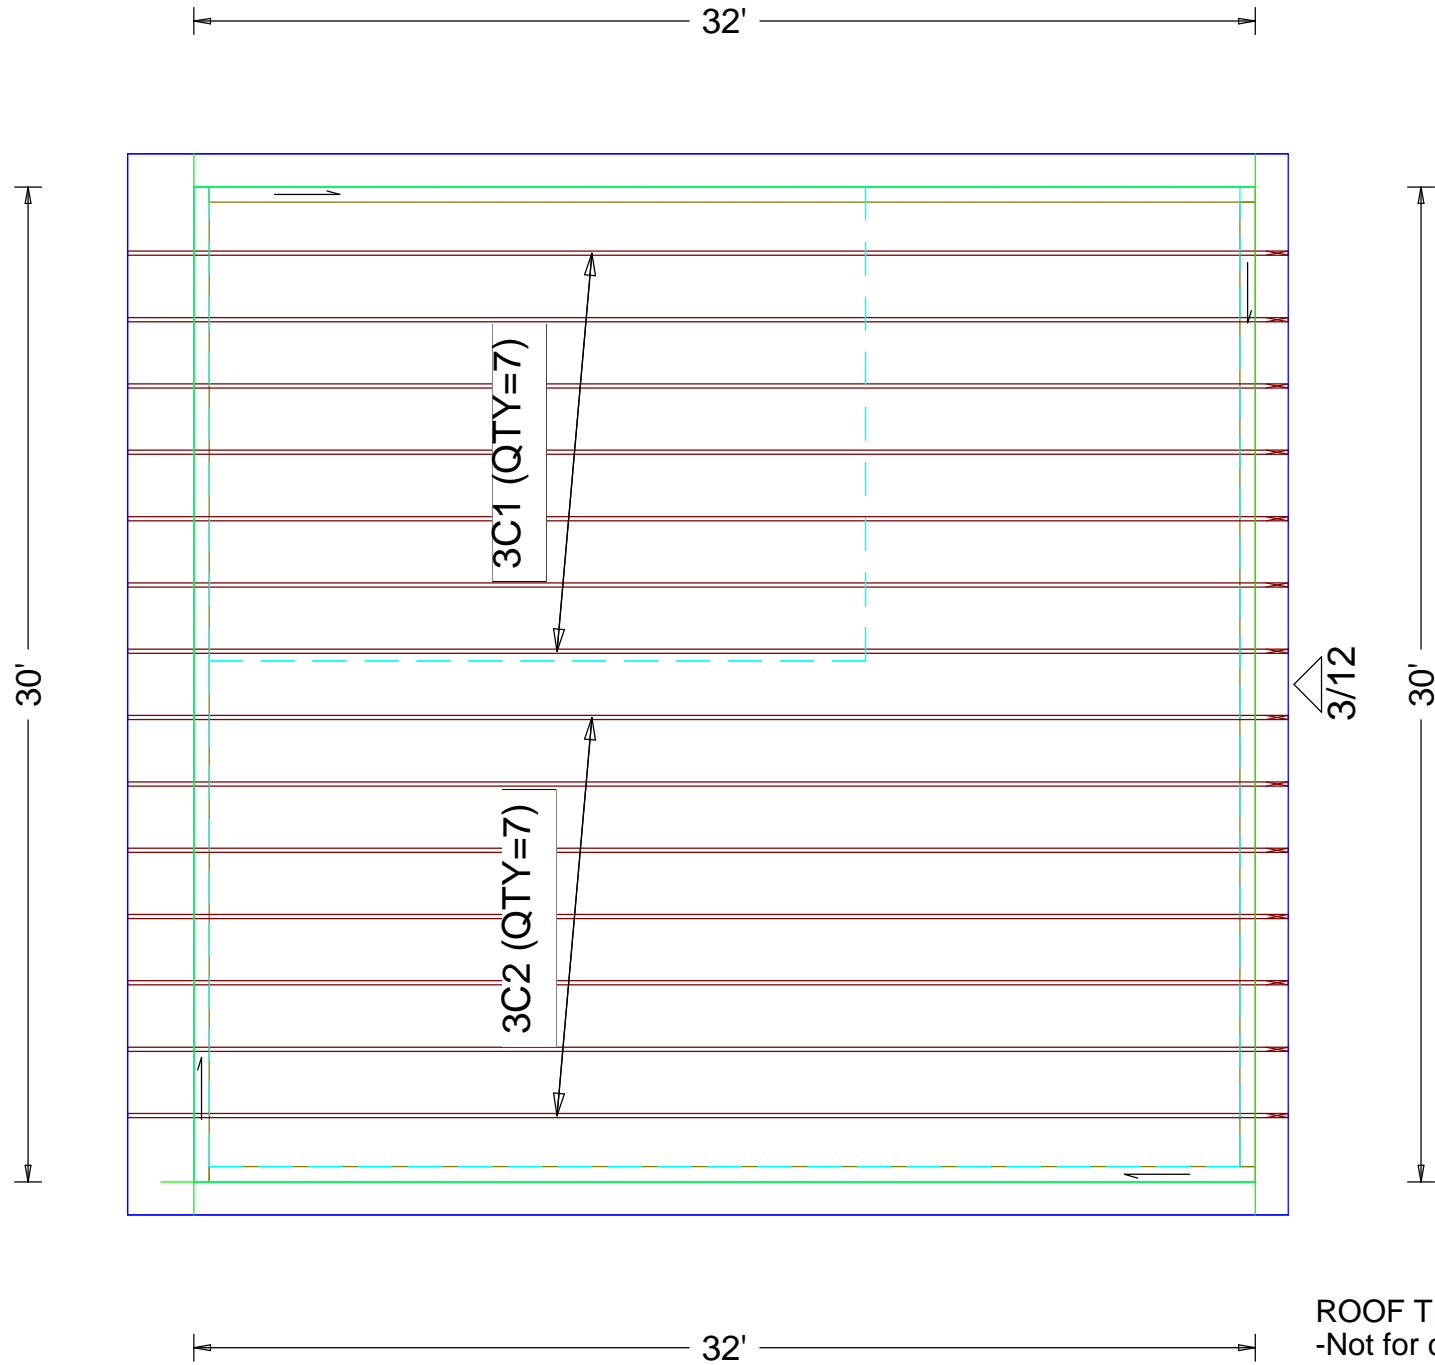 32'
3C1 (QTY=7)
30'
30'
3/12
3C2 (QTY=7)
ROOF T
-Not for
32'